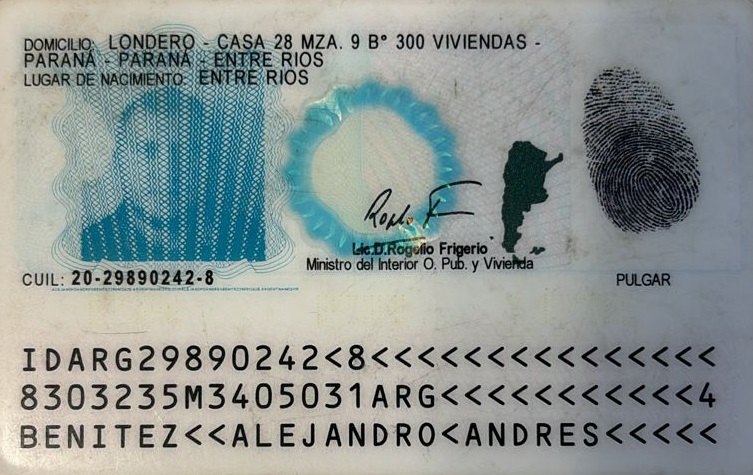 DOMICILIO: LONDERO - CASA 28 MZA. 9 B° 300 VIVIENDAS -
PARANÁ - PARANÁ - ENTRE RIOS
LUGAR DE NACIMIENTO: ENTRE RIOS
Lic.D.Rogelio Frigerio
Ministro del Interior O. Pub. y Vivienda
CUIL: 20-29890242-8
PULGAR
IDARG29890242<8<<<<<<<<<<<<<<<
8303235M3405031ARG<<<<<<<<<<<4
BENITEZ<<ALEJANDRO<ANDRES<<<<<